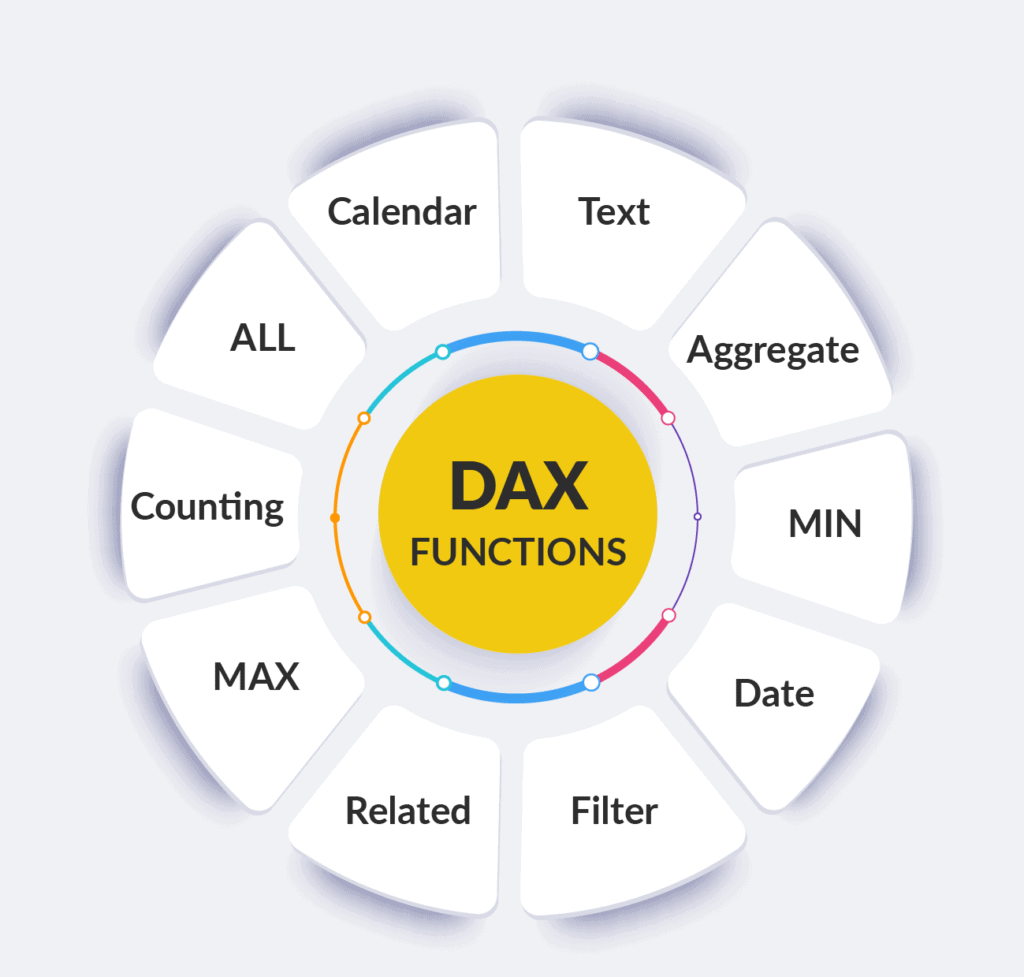 Calendar
Text
ALL
Aggregate
Counting
DAX
FUNCTIONS
MIN
MAX
Date
Related
Filter